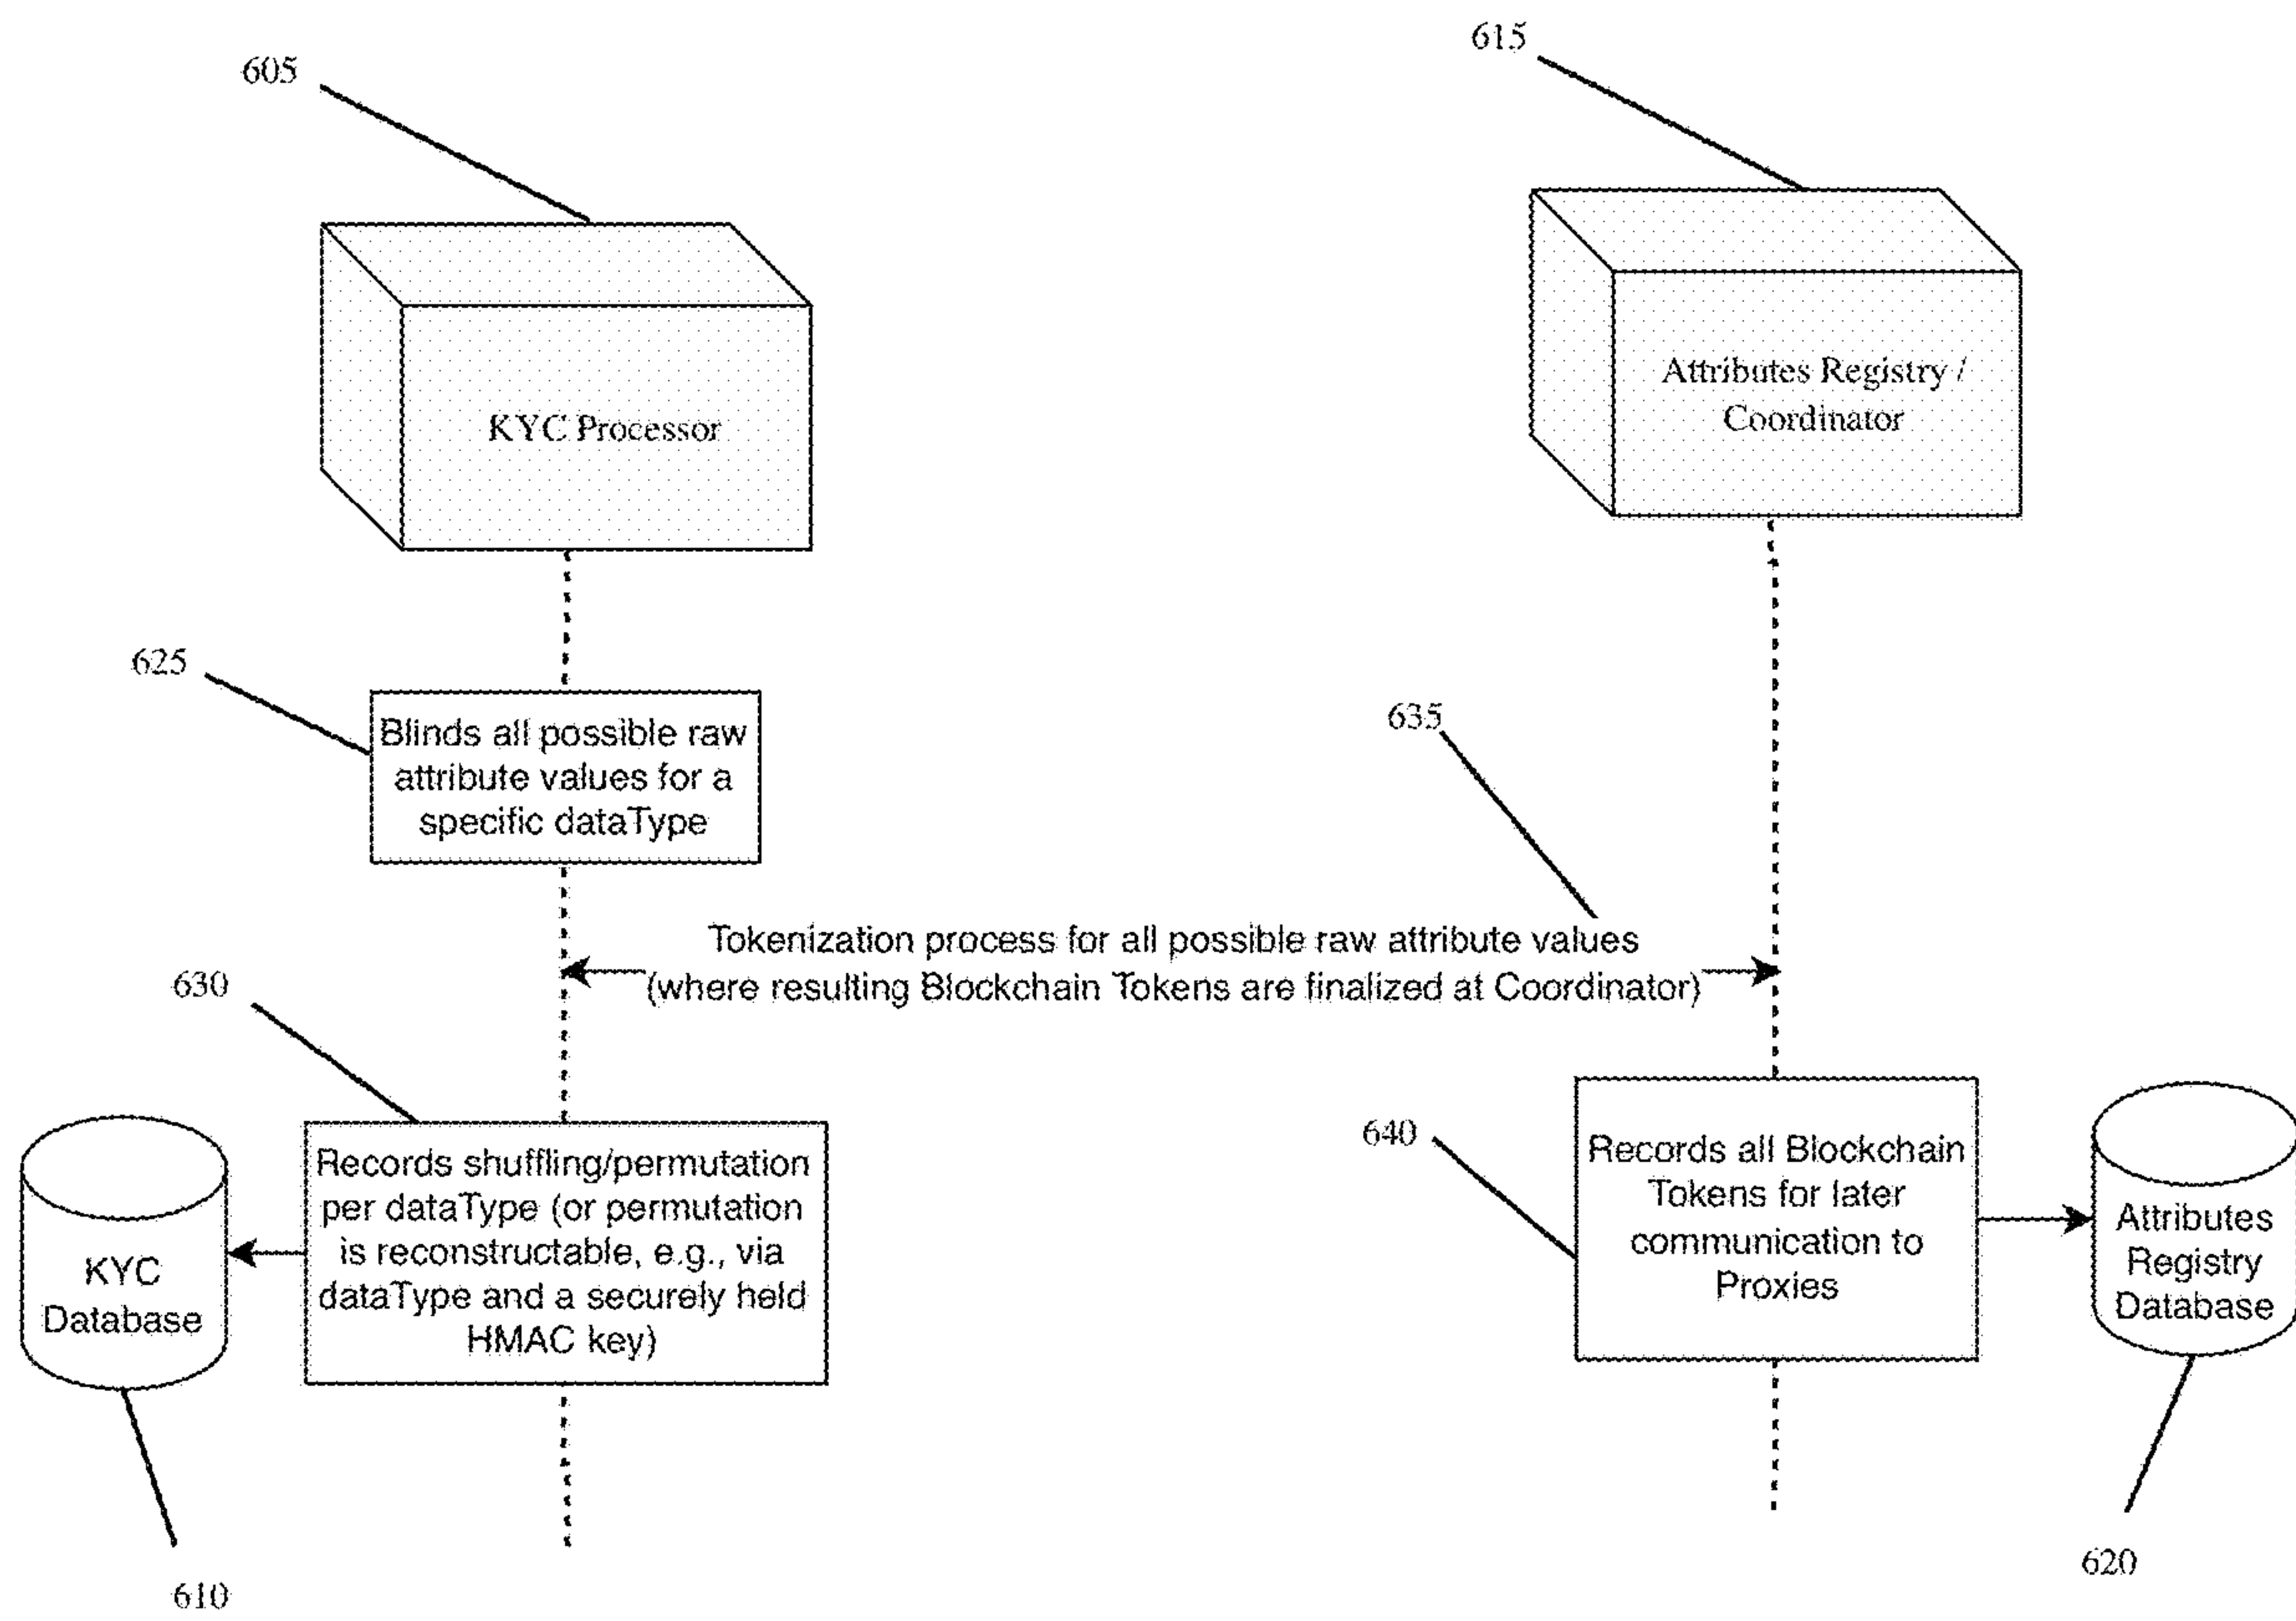 615
605
KYC Processor
Attributes Registry /
Coordinator
625
Blinds all possible raw
attribute values for a
specific dataType
635
Tokenization process for all possible raw attribute values
(where resulting Blockchain Tokens are finalized at Coordinator)
630
Records shuffling/permutation
per dataType (or permutation
is reconstructable, e.g., via
dataType and a securely held
HMAC key)
KYC
Database
640
Records all Blockchain
Tokens for later
communication to
Proxies
Attributes
Registry
Database
610
620